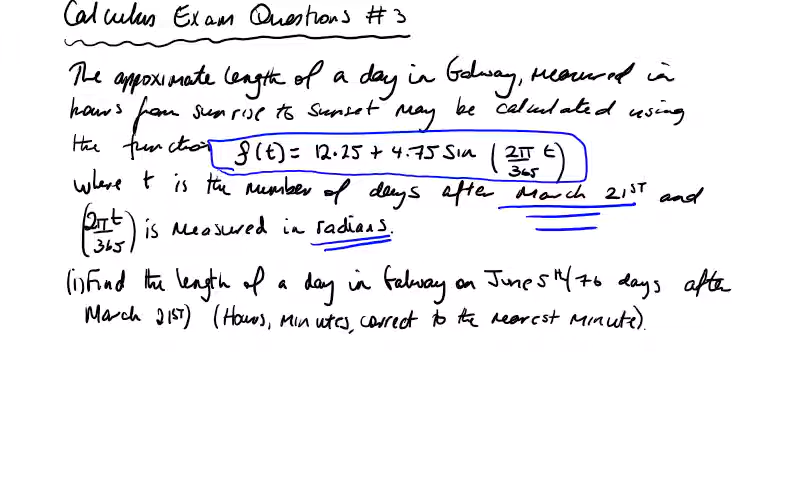 Calculus Exam Questions #3
The approximate length of a day in Galway, measured in
hours from sunrise to sunset may be calculated using
the function f(t) = 12.25 + 4.75 sin (2π/365 t)
where t is the number of days after March 21ST and
(2πt/365) is measured in radians.
(i) Find the length of a day in Galway on June 5th (76 days after
March 21ST) (Hours, minutes, correct to the nearest minute).